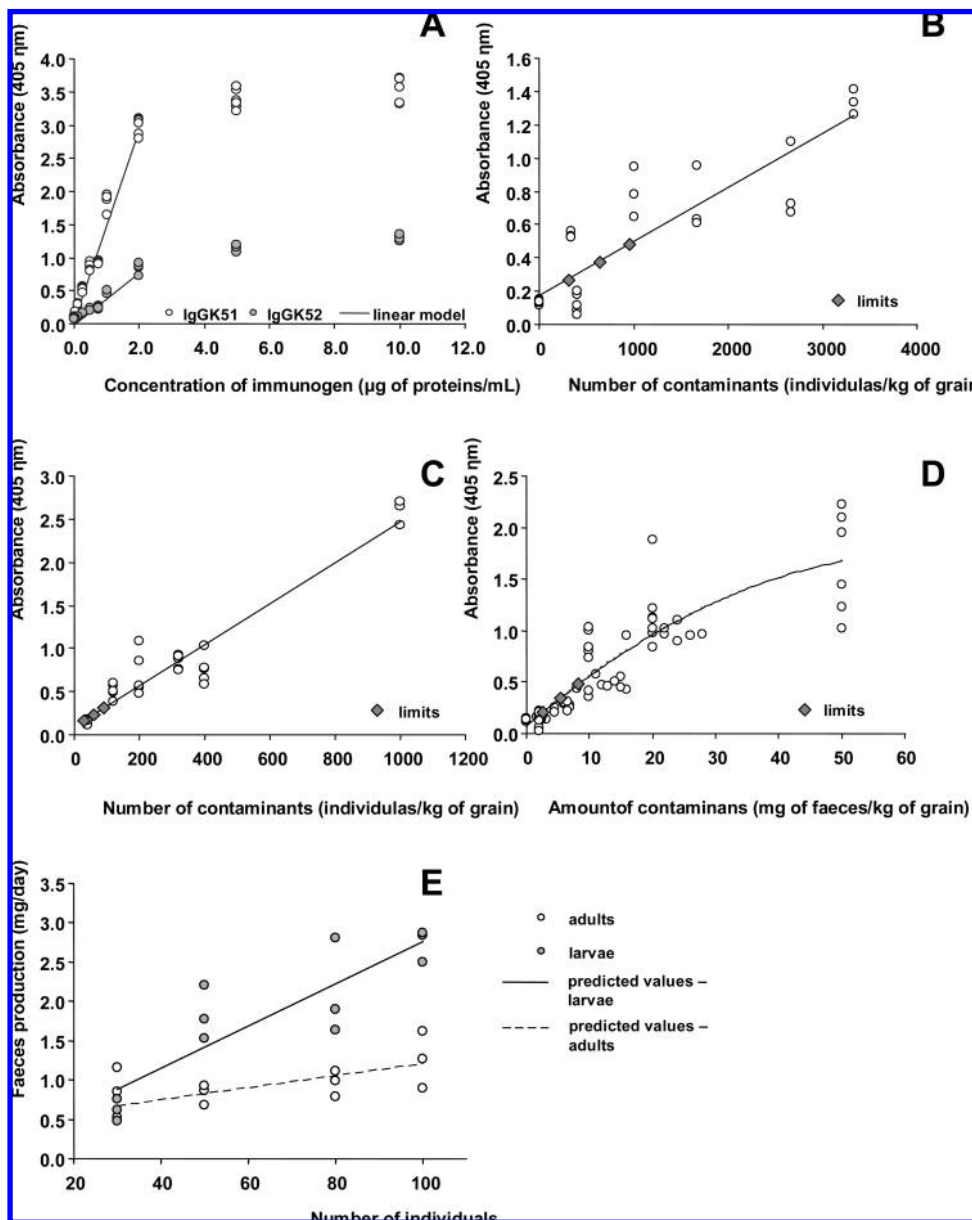 A
Absorbance (405 ηm)
4.0
3.5
3.0
2.5
2.0
1.5
1.0
0.5
0.0
IgGK51 IgGK52 linear model
0.0 2.0 4.0 6.0 8.0 10.0 12.0
Concentration of immunogen (μg of proteins/mL)
B
Absorbance (405 ηm)
1.6
1.4
1.2
1.0
0.8
0.6
0.4
0.2
0.0
limits
0 1000 2000 3000 4000
Number of contaminants (individulas/kg of grain
C
Absorbance (405 ηm)
3.0
2.5
2.0
1.5
1.0
0.5
0.0
limits
0 200 400 600 800 1000 1200
Number of contaminants (individulas/kg of grain)
D
Absorbance (405 ηm)
2.5
2.0
1.5
1.0
0.5
0.0
limits
0 10 20 30 40 50 60
Amountof contaminans (mg of faeces/kg of grain)
E
Faeces production (mg/day)
3.5
3.0
2.5
2.0
1.5
1.0
0.5
0.0
20 40 60 80 100
Number of individuals
adults
larvae
predicted values –
larvae
predicted values –
adults